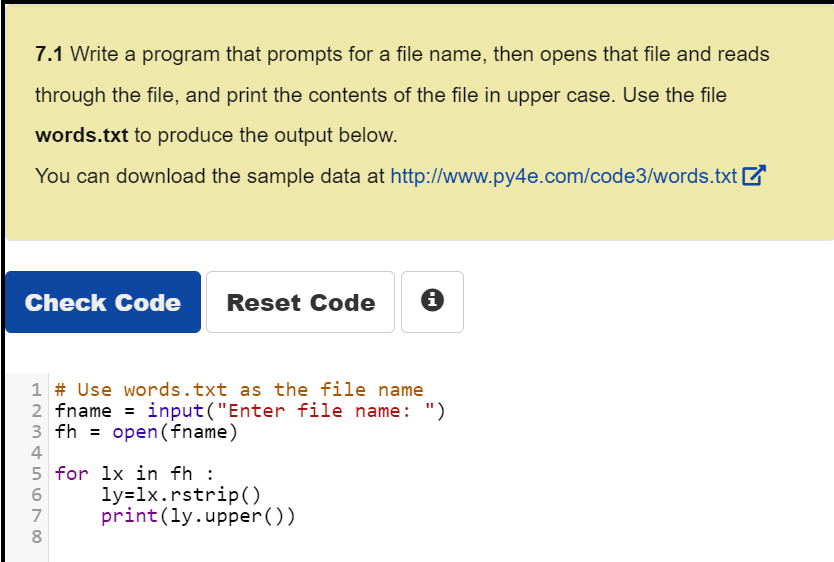 7.1 Write a program that prompts for a file name, then opens that file and reads
through the file, and print the contents of the file in upper case. Use the file
words.txt to produce the output below.
You can download the sample data at http://www.py4e.com/code3/words.txt
Check Code Reset Code
1 # Use words.txt as the file name
2 fname = input("Enter file name: ")
3 fh = open(fname)
4
5 for lx in fh :
6     ly=lx.rstrip()
7     print(ly.upper())
8